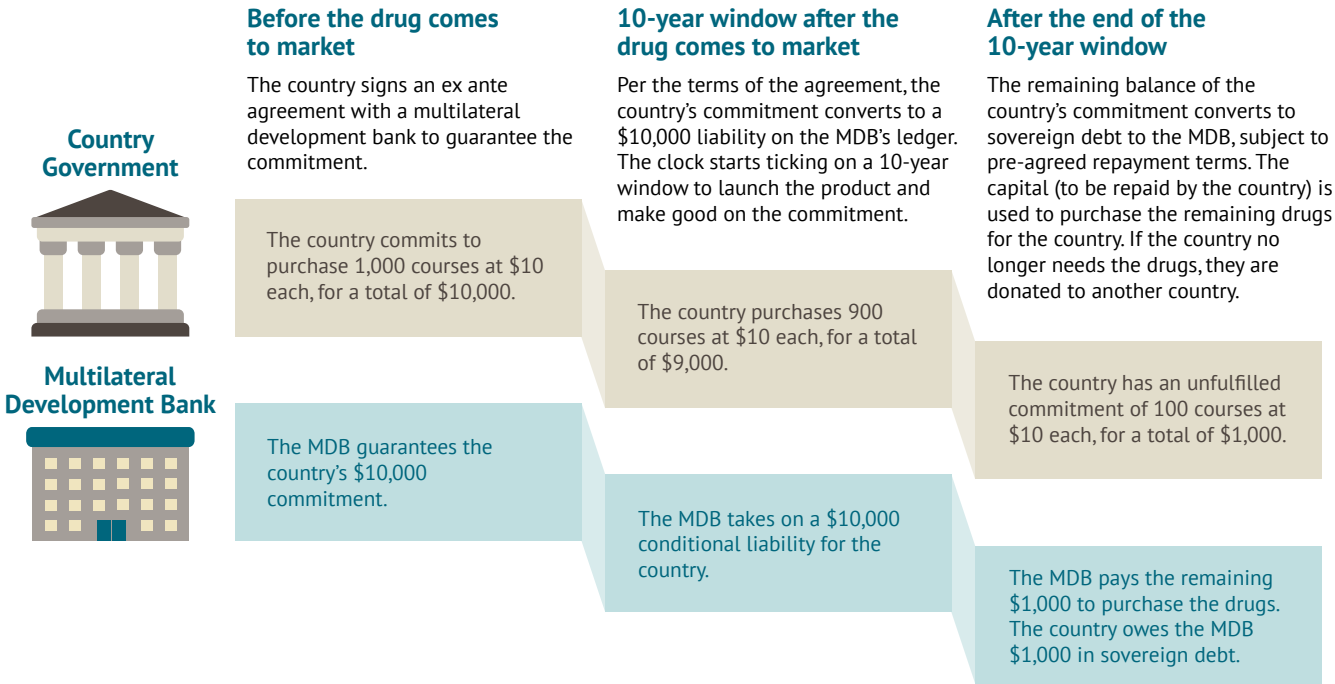 Before the drug comes
to market
The country signs an ex ante
agreement with a multilateral
development bank to guarantee the
commitment.
10-year window after the
drug comes to market
Per the terms of the agreement, the
country's commitment converts to a
$10,000 liability on the MDB's ledger.
The clock starts ticking on a 10-year
window to launch the product and
make good on the commitment.
After the end of the
10-year window
The remaining balance of the
country's commitment converts to
sovereign debt to the MDB, subject to
pre-agreed repayment terms. The
capital (to be repaid by the country) is
used to purchase the remaining drugs
for the country. If the country no
longer needs the drugs, they are
donated to another country.
Country
Government
The country commits to
purchase 1,000 courses at $10
each, for a total of $10,000.
The country purchases 900
courses at $10 each, for a total
of $9,000.
The country has an unfulfilled
commitment of 100 courses at
$10 each, for a total of $1,000.
Multilateral
Development Bank
The MDB guarantees the
country's $10,000
commitment.
The MDB takes on a $10,000
conditional liability for the
country.
The MDB pays the remaining
$1,000 to purchase the drugs.
The country owes the MDB
$1,000 in sovereign debt.